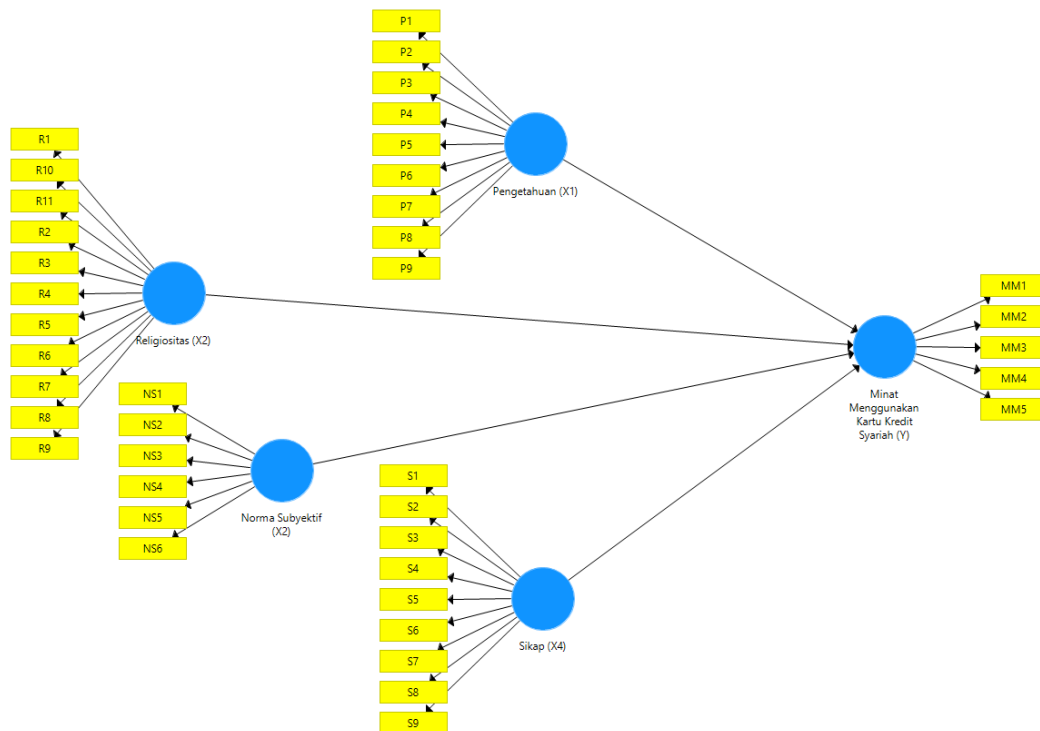 P1
P2
P3
P4
P5
P6
P7
P8
P9
Pengetahuan (X1)
R1
R10
R11
R2
R3
R4
R5
R6
R7
R8
R9
Religiositas (X2)
NS1
NS2
NS3
NS4
NS5
NS6
Norma Subyektif
(X2)
S1
S2
S3
S4
S5
S6
S7
S8
S9
Sikap (X4)
MM1
MM2
MM3
MM4
MM5
Minat
Menggunakan
Kartu Kredit
Syariah (Y)